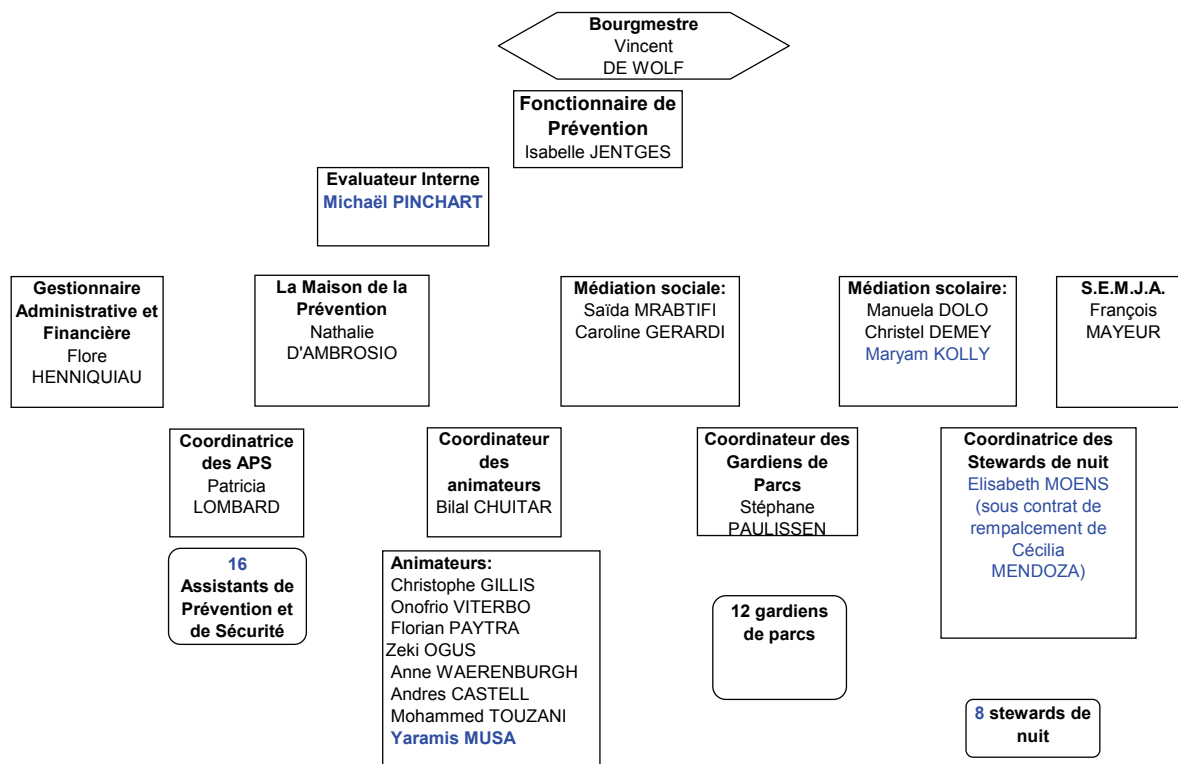 Bourgmestre
Vincent
DE WOLF
Fonctionnaire de
Prévention
Isabelle JENTGES
Evaluateur Interne
Michaël PINCHART
Gestionnaire
Administrative et
Financière
Flore
HENNIQUIAU
La Maison de la
Prévention
Nathalie
D'AMBROSIO
Médiation sociale:
Saïda MRABTIFI
Caroline GERARDI
Médiation scolaire:
Manuela DOLO
Christel DEMEY
Maryam KOLLY
S.E.M.J.A.
François
MAYEUR
Coordinatrice
des APS
Patricia
LOMBARD
Coordinateur
des
animateurs
Bilal CHUITAR
Coordinateur des
Gardiens de
Parcs
Stéphane
PAULISSEN
Coordinatrice des
Stewards de nuit
Elisabeth MOENS
(sous contrat de
rempalcement de
Cécilia
MENDOZA)
16
Assistants de
Prévention et
de Sécurité
Animateurs:
Christophe GILLIS
Onofrio VITERBO
Florian PAYTRA
Zeki OGUS
Anne WAERENBURGH
Andres CASTELL
Mohammed TOUZANI
Yaramis MUSA
12 gardiens
de parcs
8 stewards de
nuit